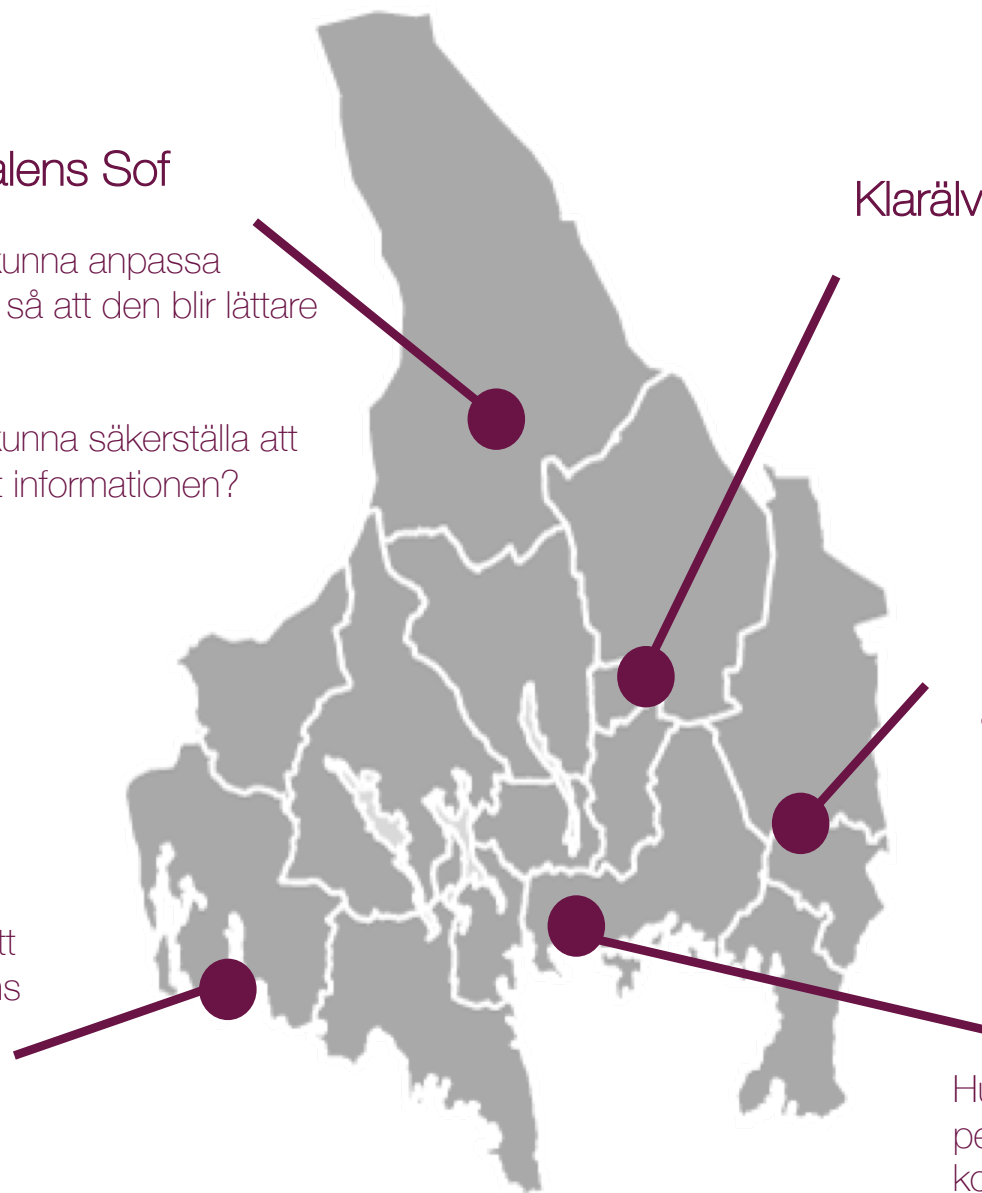 alens Sof
kunna anpassa
så att den blir lättare
kunna säkerställa att
informationen?
Klarälv
tt
ns
Hu
pe
ko